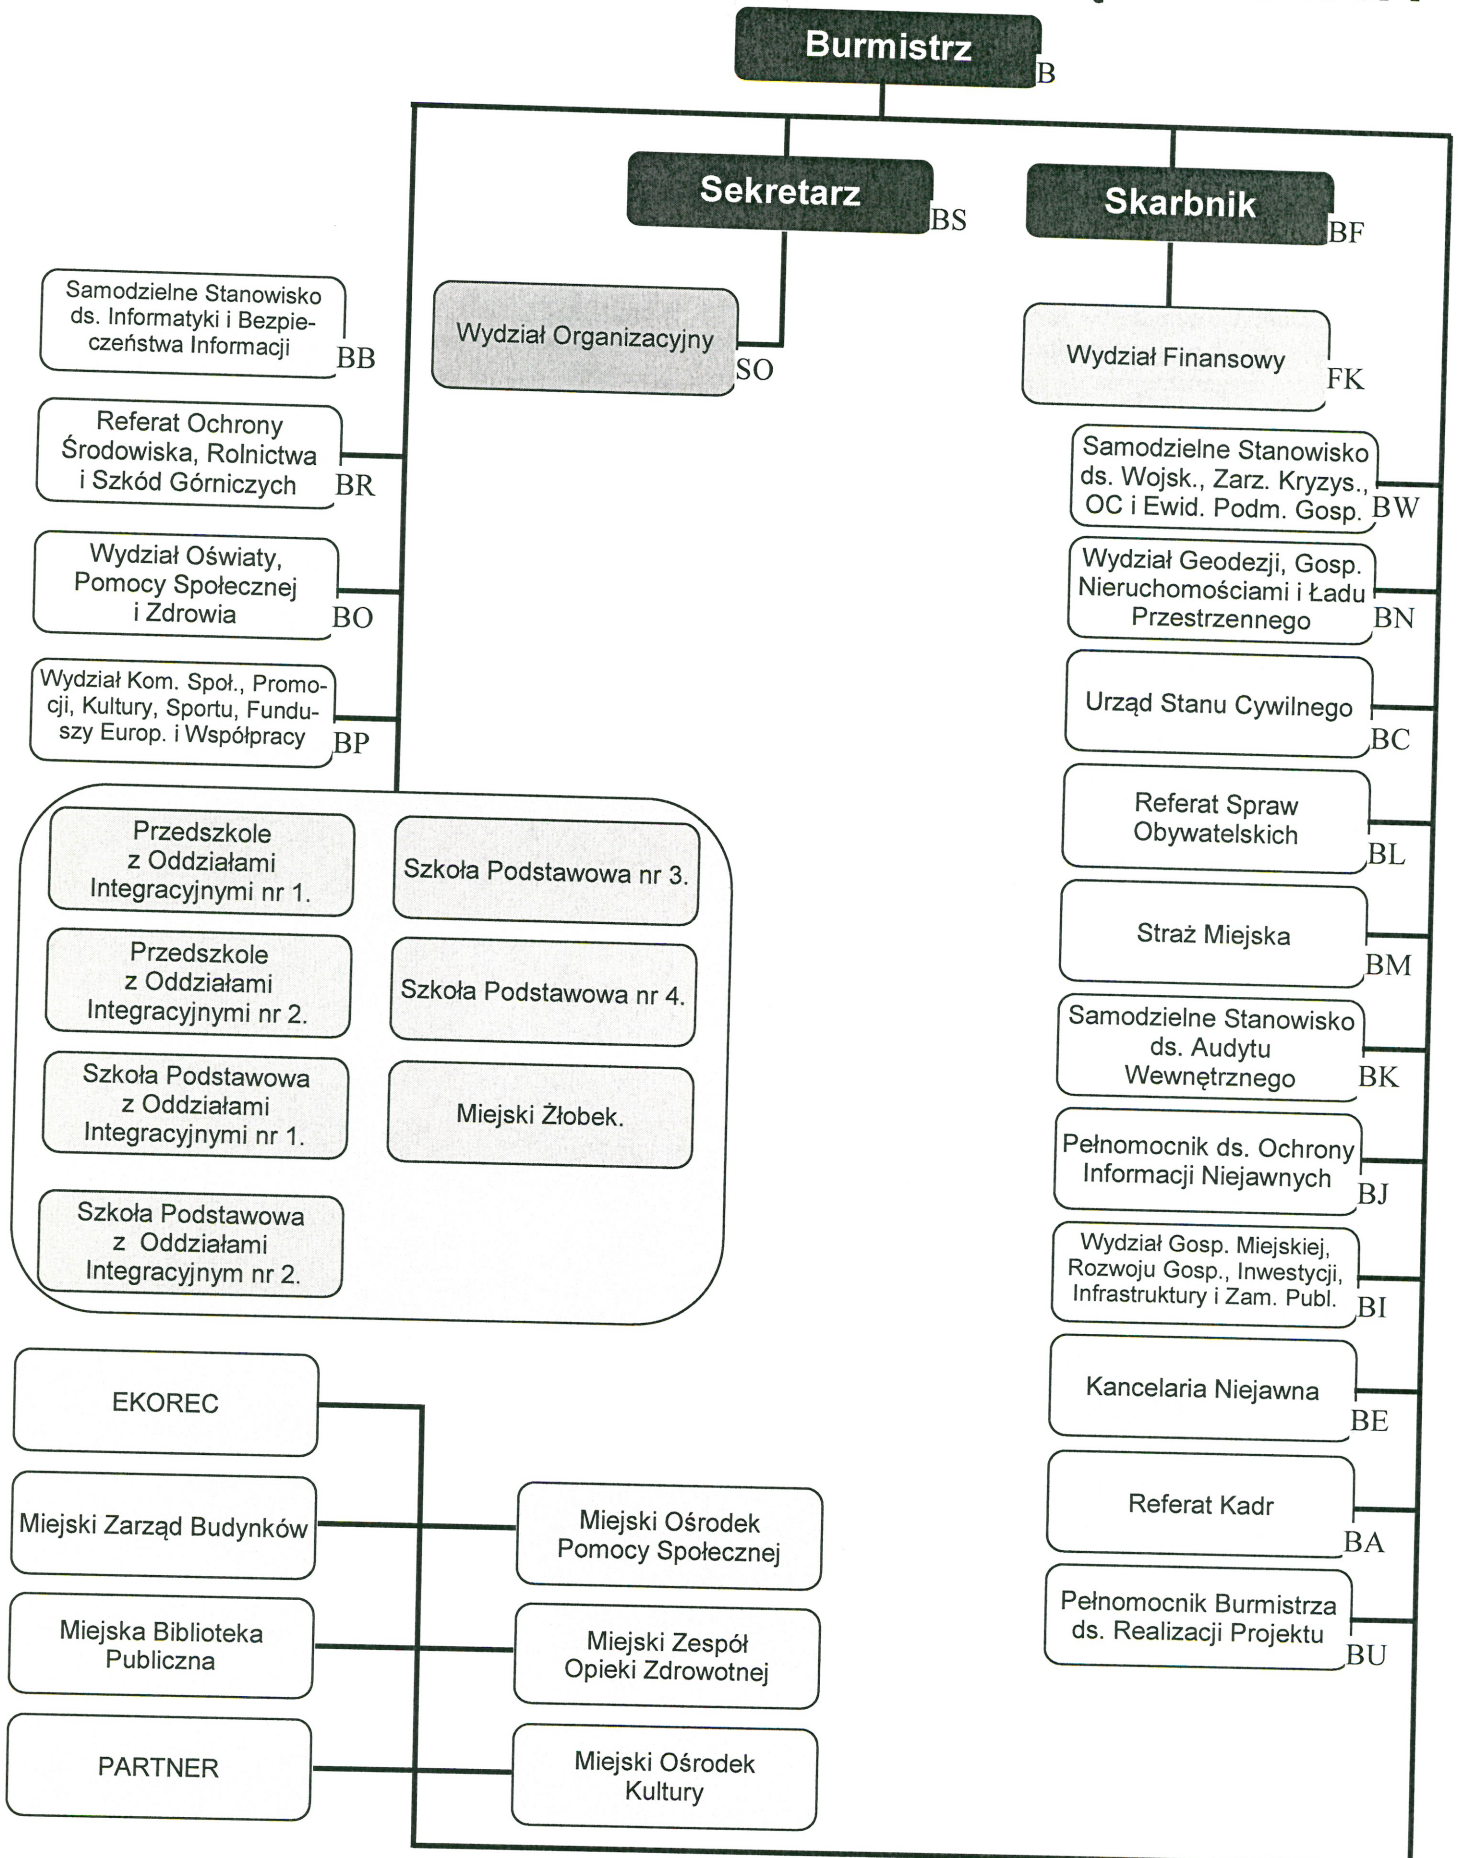 Burmistrz
B
Sekretarz
BS
Skarbnik
BF
Samodzielne Stanowisko
ds. Informatyki i Bezpie-
czeństwa Informacji
BB
Wydział Organizacyjny
SO
Wydział Finansowy
FK
Referat Ochrony
Środowiska, Rolnictwa
i Szkód Górniczych
BR
Wydział Oświaty,
Pomocy Społecznej
i Zdrowia
BO
Wydział Kom. Społ., Promo-
cji, Kultury, Sportu, Fundu-
szy Europ. i Współpracy
BP
Samodzielne Stanowisko
ds. Wojsk., Zarz. Kryzys.,
OC i Ewid. Podm. Gosp.
BW
Wydział Geodezji, Gosp.
Nieruchomościami i Ładu
Przestrzennego
BN
Urząd Stanu Cywilnego
BC
Referat Spraw
Obywatelskich
BL
Straż Miejska
BM
Samodzielne Stanowisko
ds. Audytu
Wewnętrznego
BK
Pełnomocnik ds. Ochrony
Informacji Niejawnych
BJ
Wydział Gosp. Miejskiej,
Rozwoju Gosp., Inwestycji,
Infrastruktury i Zam. Publ.
BI
Kancelaria Niejawna
BE
Referat Kadr
BA
Pełnomocnik Burmistrza
ds. Realizacji Projektu
BU
Przedszkole
z Oddziałami
Integracyjnymi nr 1.
Szkoła Podstawowa nr 3.
Przedszkole
z Oddziałami
Integracyjnymi nr 2.
Szkoła Podstawowa nr 4.
Szkoła Podstawowa
z Oddziałami
Integracyjnymi nr 1.
Miejski Żłobek.
Szkoła Podstawowa
z Oddziałami
Integracyjnym nr 2.
EKOREC
Miejski Zarząd Budynków
Miejski Ośrodek
Pomocy Społecznej
Miejska Biblioteka
Publiczna
Miejski Zespół
Opieki Zdrowotnej
PARTNER
Miejski Ośrodek
Kultury